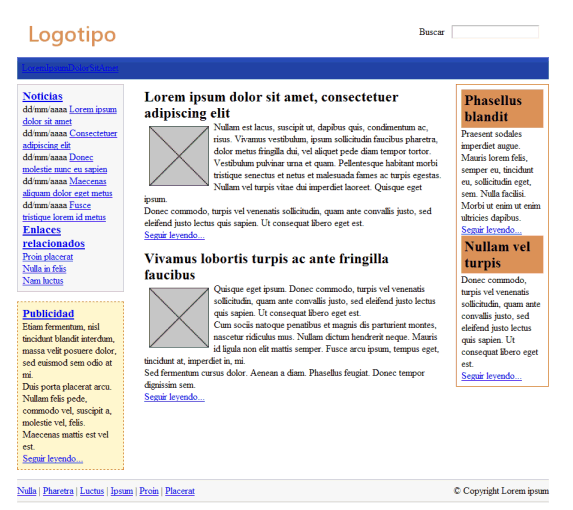 Logotipo
Buscar
LoremIpsumDolorSitAmet
Noticias
dd/mm/aaaa Lorem ipsum
dolor sit amet
dd/mm/aaaa Consectetuer
adipiscing elit
dd/mm/aaaa Donec
molestie nunc eu sapien
dd/mm/aaaa Maecenas
aliquam dolor eget metus
dd/mm/aaaa Fusce
tristique lorem id metus
Enlaces
relacionados
Proin placerat
Nulla in felis
Nam luctus
Publicidad
Etiam fermentum, nisl
tincidunt blandit interdum,
massa velit posuere dolor,
sed euismod sem odio at
mi.
Duis porta placerat arcu.
Nullam felis pede,
commodo vel, suscipit a,
molestie vel, felis.
Maecenas mattis est vel
est.
Seguir leyendo...
Lorem ipsum dolor sit amet, consectetuer
adipiscing elit
Nullam est lacus, suscipit ut, dapibus quis, condimentum ac,
risus. Vivamus vestibulum, ipsum sollicitudin faucibus pharetra,
dolor metus fringilla dui, vel aliquet pede diam tempor tortor.
Vestibulum pulvinar urna et quam. Pellentesque habitant morbi
tristique senectus et netus et malesuada fames ac turpis egestas.
Nullam vel turpis vitae dui imperdiet laoreet. Quisque eget
ipsum.
Donec commodo, turpis vel venenatis sollicitudin, quam ante convallis justo, sed
eleifend justo lectus quis sapien. Ut consequat libero eget est.
Seguir leyendo...
Vivamus lobortis turpis ac ante fringilla
faucibus
Quisque eget ipsum. Donec commodo, turpis vel venenatis
sollicitudin, quam ante convallis justo, sed eleifend justo lectus
quis sapien. Ut consequat libero eget est.
Cum sociis natoque penatibus et magnis dis parturient montes,
nascetur ridiculus mus. Nullam dictum hendrerit neque. Mauris
id ligula non elit mattis semper. Fusce arcu ipsum, tempus eget,
tincidunt at, imperdiet in, mi.
Sed fermentum cursus dolor. Aenean a diam. Phasellus feugiat. Donec tempor
dignissim sem.
Seguir leyendo...
Phasellus
blandit
Praesent sodales
imperdiet augue.
Mauris lorem felis,
semper eu, tincidunt
eu, sollicitudin eget,
sem. Nulla facilisi.
Morbi ut enim ut enim
ultricies dapibus.
Seguir leyendo...
Nullam vel
turpis
Donec commodo,
turpis vel venenatis
sollicitudin, quam ante
convallis justo, sed
eleifend justo lectus
quis sapien. Ut
consequat libero eget
est.
Seguir leyendo...
Nulla | Pharetra | Luctus | Ipsum | Proin | Placerat
© Copyright Lorem ipsum